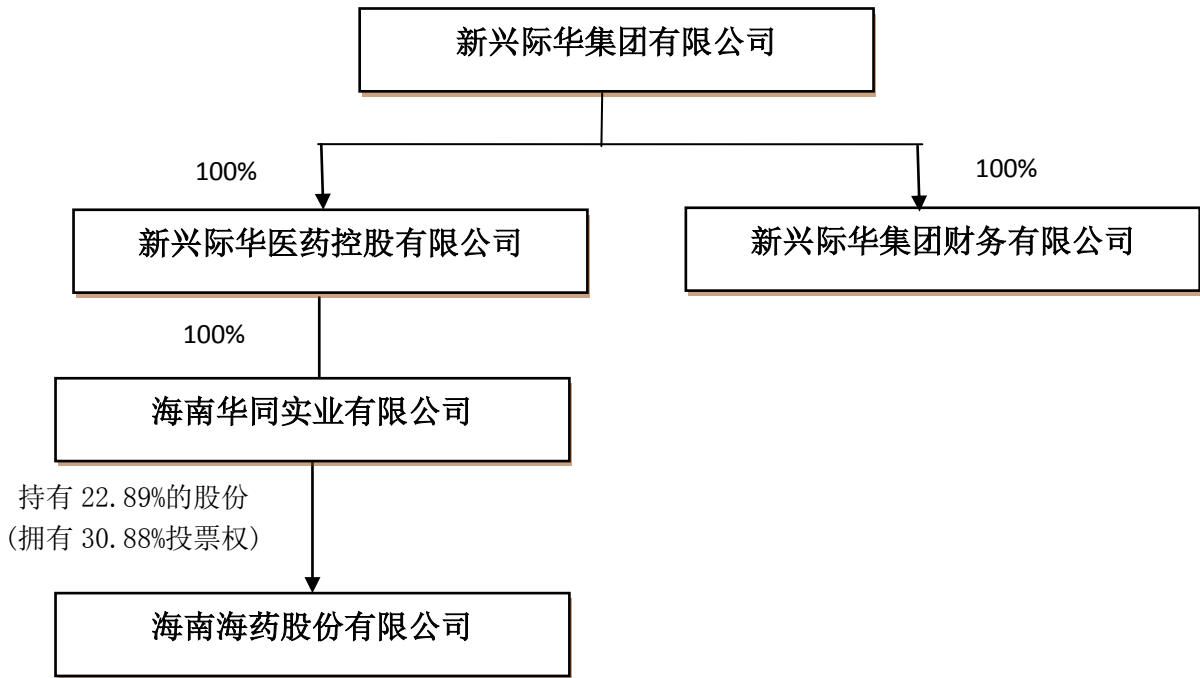 新兴际华集团有限公司
100%
100%
新兴际华医药控股有限公司
新兴际华集团财务有限公司
100%
海南华同实业有限公司
持有 22.89%的股份
(拥有 30.88%投票权)
海南海药股份有限公司